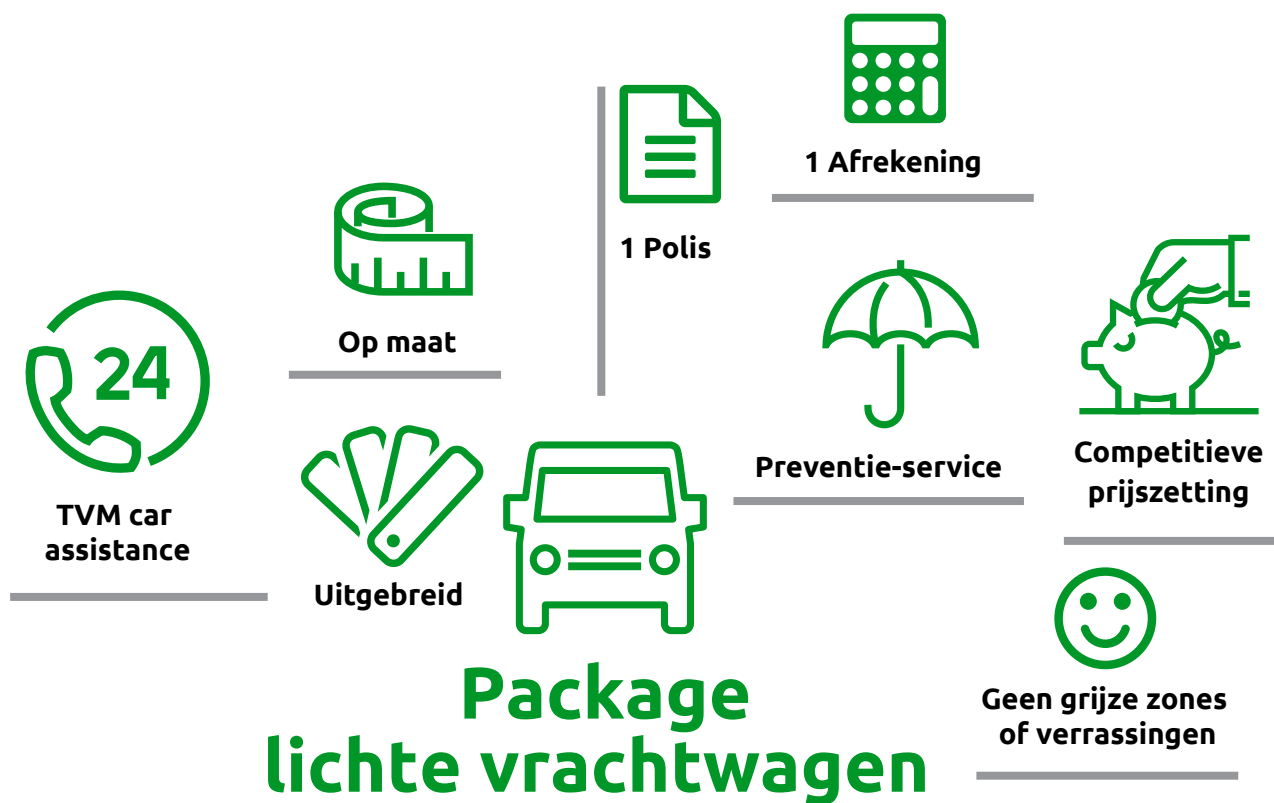 1 Afrekening
1 Polis
Op maat
24
TVM car
assistance
Uitgebreid
Preventie-service
Competitieve
prijszetting
Geen grijze zones
of verrassingen
Package
lichte vrachtwagen